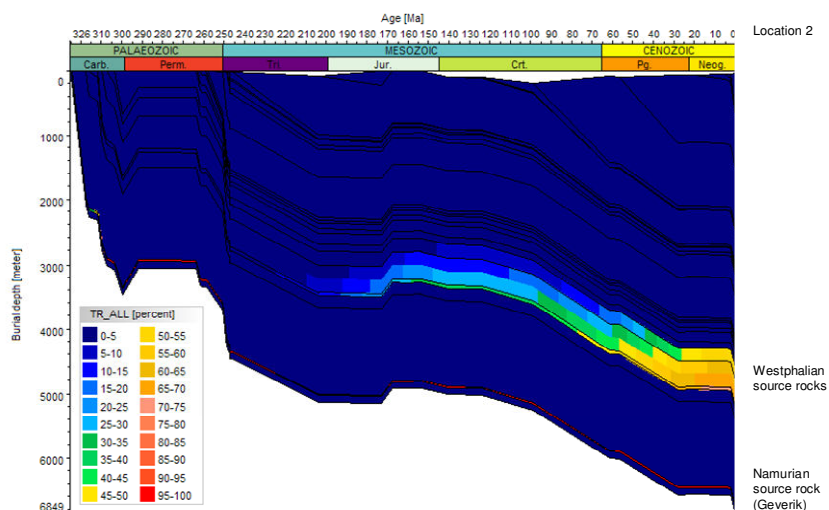 Age [Ma]
Location 2
326 310 300 290 280 270 260 250 240 230 220 210 200 190 180 170 160 150 140 130 120 110 100 90 80 70 60 50 40 30 20 10 0
PALAEOZOIC MESOZOIC CENOZOIC
Carb. Perm. Tri. Jur. Crt. Pg. Neog.
0
1000
2000
3000
4000
5000
6000
6849
Burial depth [meter]
TR_ALL [percent]
0-5 50-55
5-10 55-60
10-15 60-65
15-20 65-70
20-25 70-75
25-30 75-80
30-35 80-85
35-40 85-90
40-45 90-95
45-50 95-100
Westphalian
source rocks
Namurian
source rock
(Geverik)